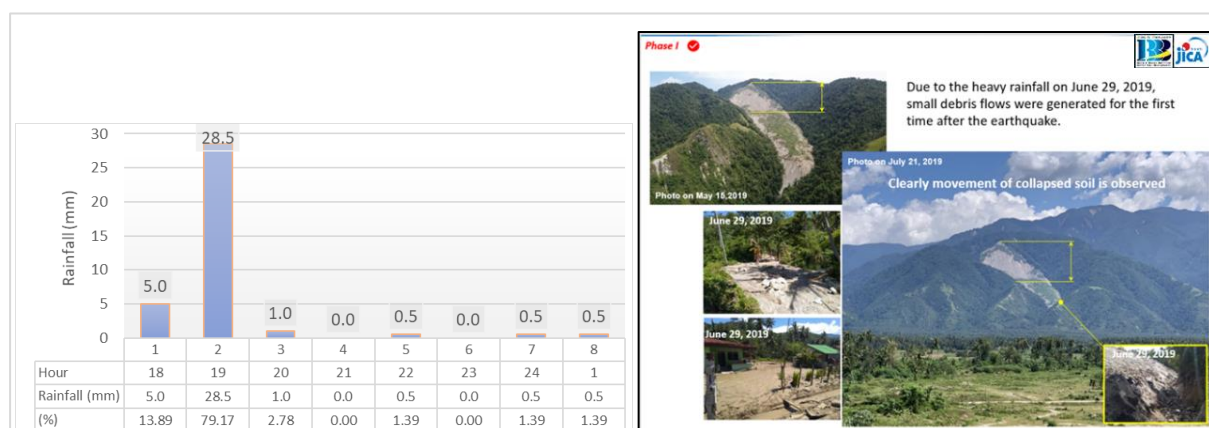 30
25
20
15
10
5
0
Rainfall (mm)
5.0
28.5
1.0
0.0
0.5
0.0
0.5
0.5
1 2 3 4 5 6 7 8
Hour 18 19 20 21 22 23 24 1
Rainfall (mm) 5.0 28.5 1.0 0.0 0.5 0.0 0.5 0.5
(%) 13.89 79.17 2.78 0.00 1.39 0.00 1.39 1.39
Phase I
JICA
Due to the heavy rainfall on June 29, 2019,
small debris flows were generated for the first
time after the earthquake.
Photo on May 15,2019
Photo on July 21, 2019
Clearly movement of collapsed soil is observed
June 29, 2019
June 29, 2019
June 29, 2019